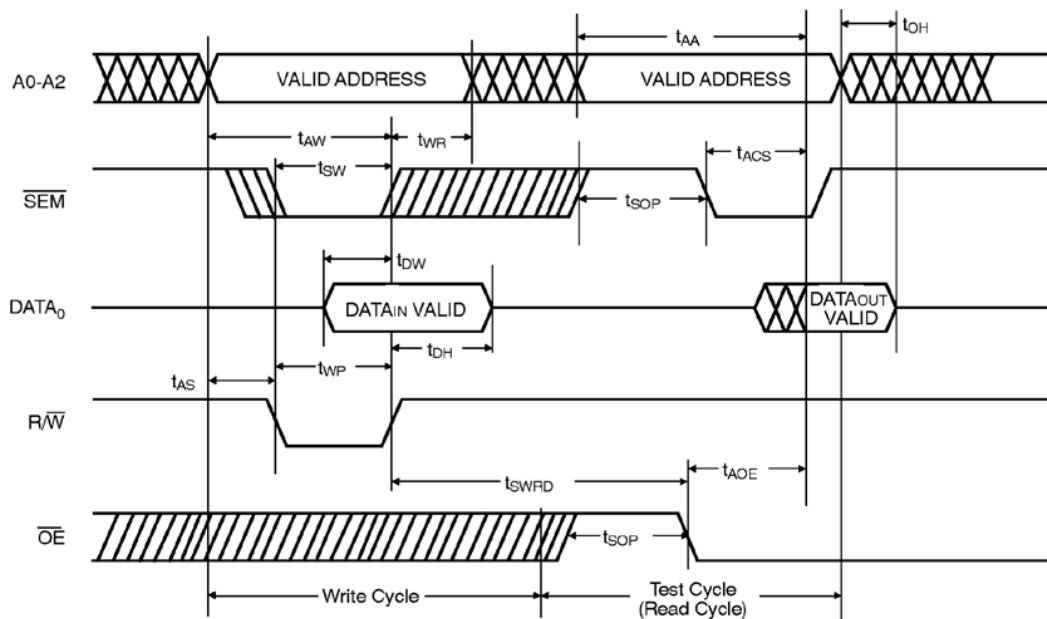 tAA
tOH
A0-A2
VALID ADDRESS
VALID ADDRESS
tAW
tWR
tACS
tSW
SEM
tSOP
tDW
DATA0
DATAIN VALID
DATAOUT
VALID
tDH
tWP
tAS
R/W
tAOE
tSWRD
OE
tSOP
Write Cycle
Test Cycle
(Read Cycle)